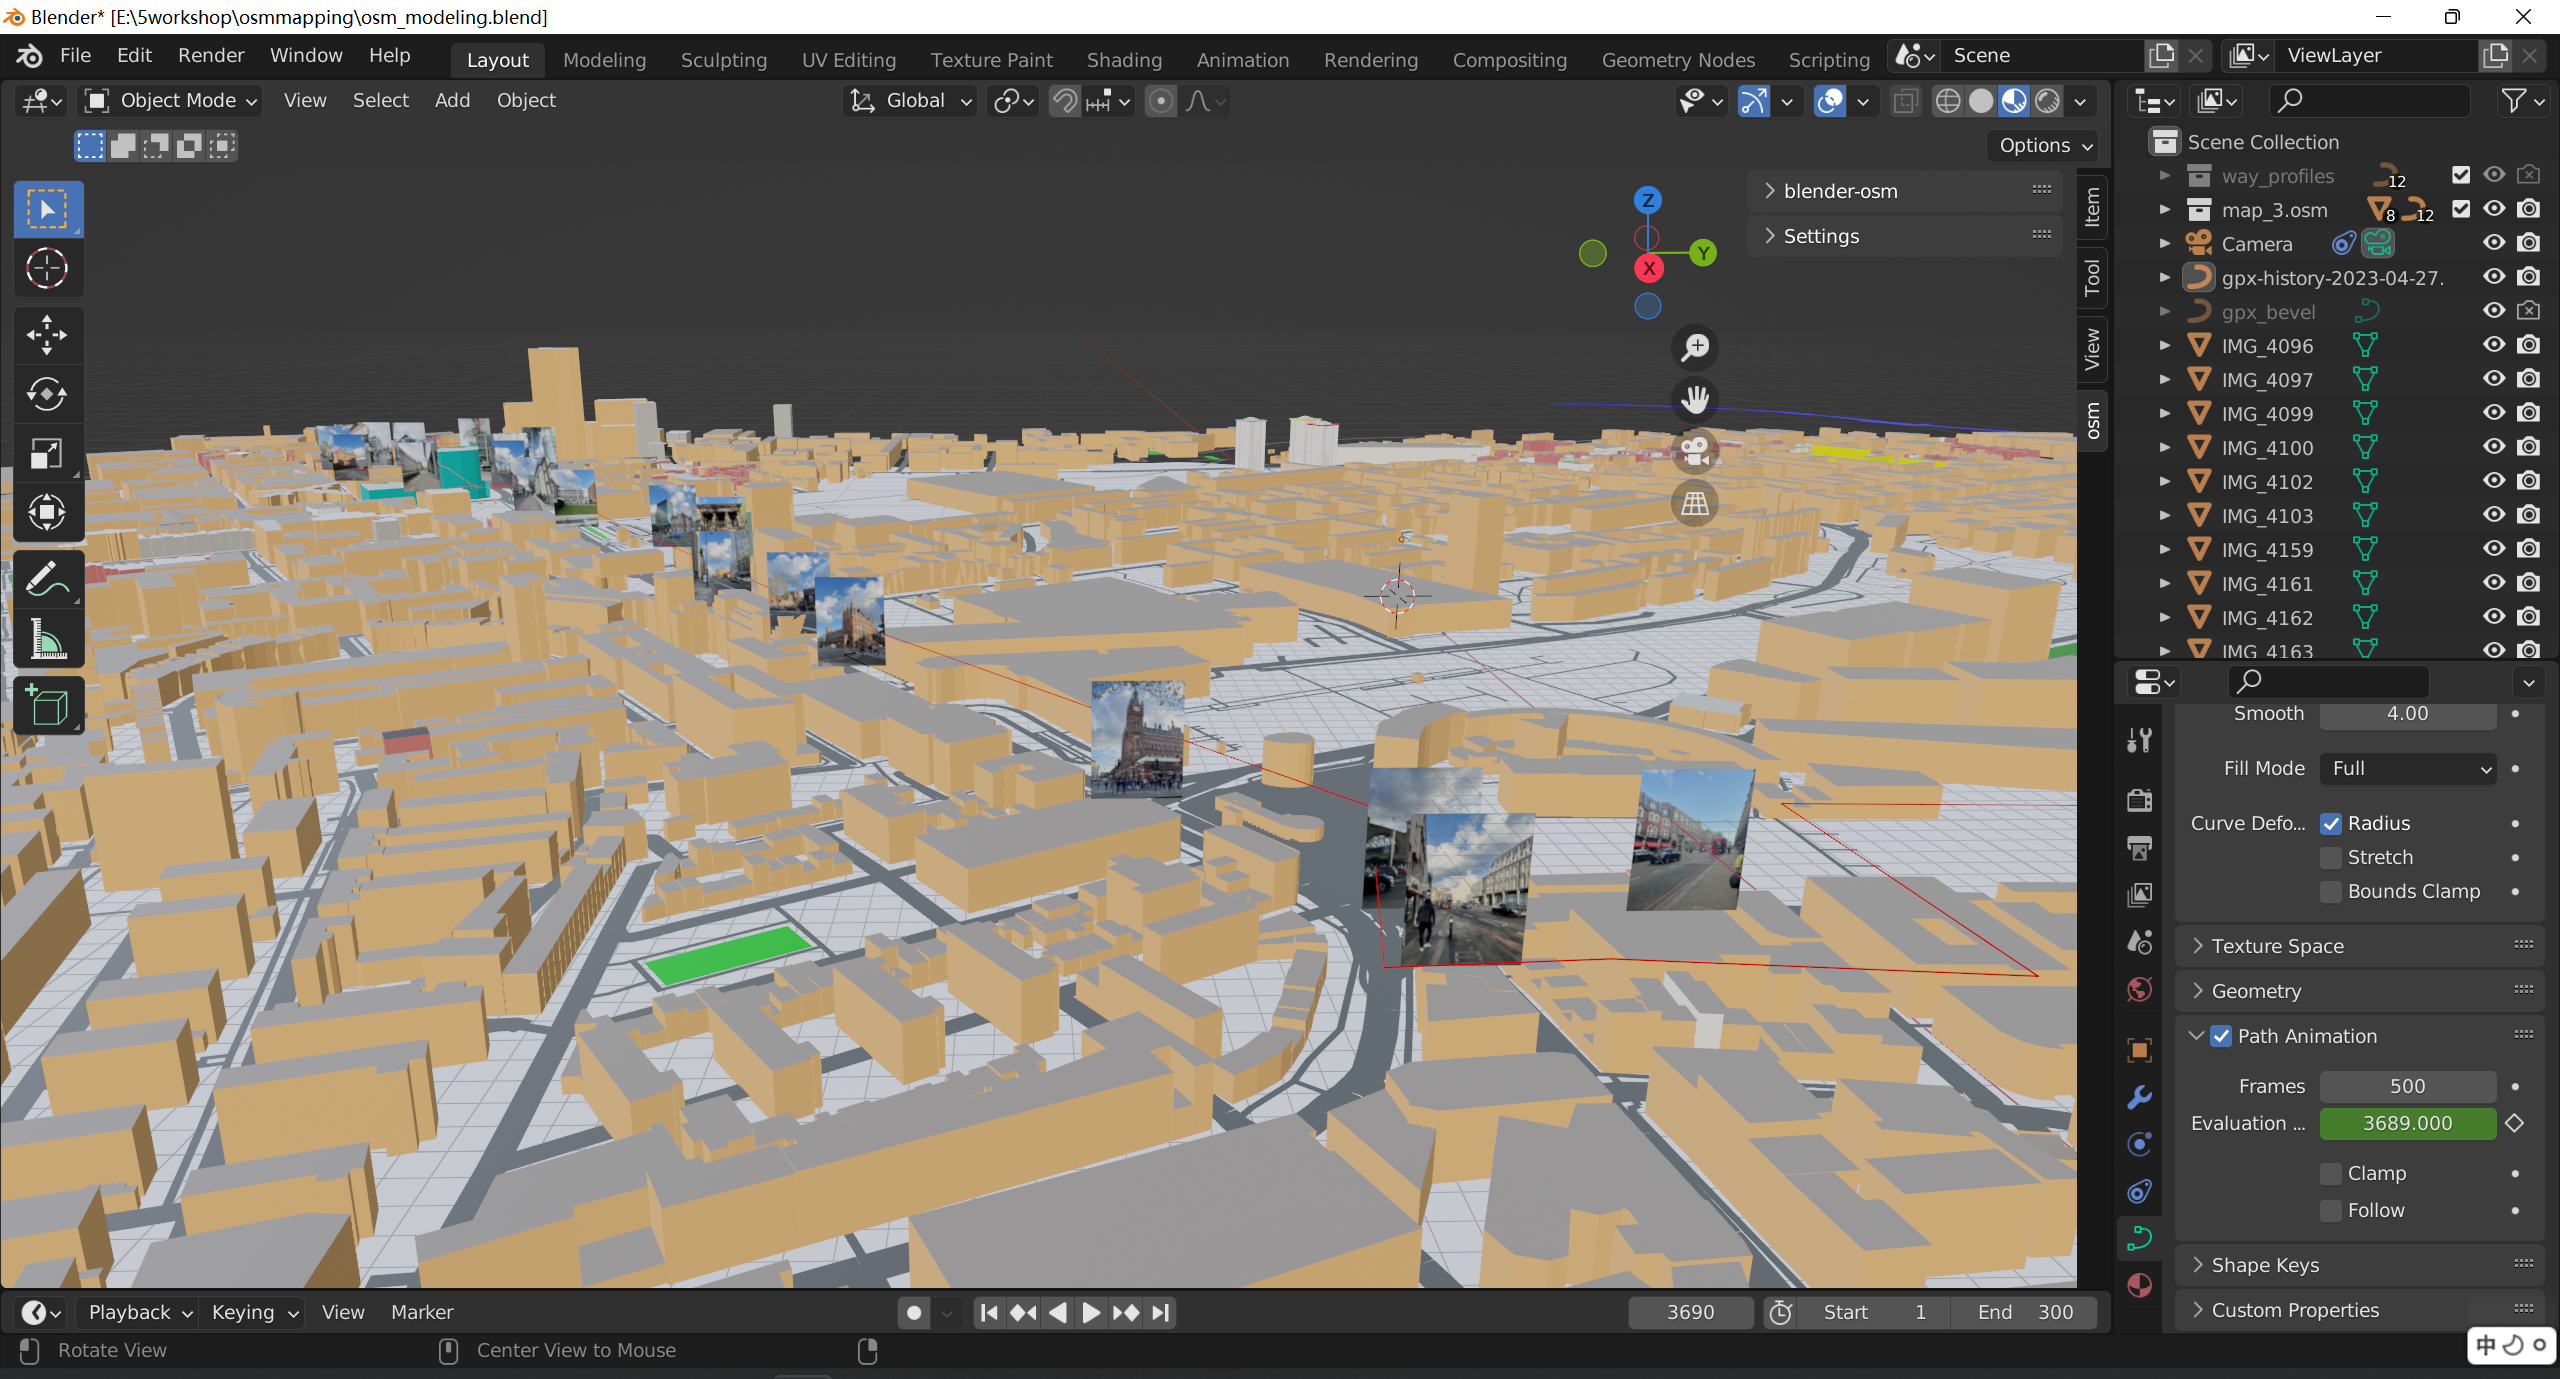 Blender* [E:\5workshop\osmmapping\osm_modeling.blend]
File Edit Render Window Help Layout Modeling Sculpting UV Editing Texture Paint Shading Animation Rendering Compositing Geometry Nodes Scripting Scene ViewLayer
Object Mode View Select Add Object Global
Options
blender-osm
Settings
Item
Tool
View
osm
Z
Y
X
Scene Collection
way_profiles 12
map_3.osm 8 12
Camera
gpx-history-2023-04-27.
gpx_bevel
IMG_4096
IMG_4097
IMG_4099
IMG_4100
IMG_4102
IMG_4103
IMG_4159
IMG_4161
IMG_4162
IMG_4163
Smooth 4.00
Fill Mode Full
Curve Defo... Radius
Stretch
Bounds Clamp
Texture Space
Geometry
Path Animation
Frames 500
Evaluation ... 3689.000
Clamp
Follow
Shape Keys
Custom Properties
Playback Keying View Marker 3690 Start 1 End 300
Rotate View Center View to Mouse
中